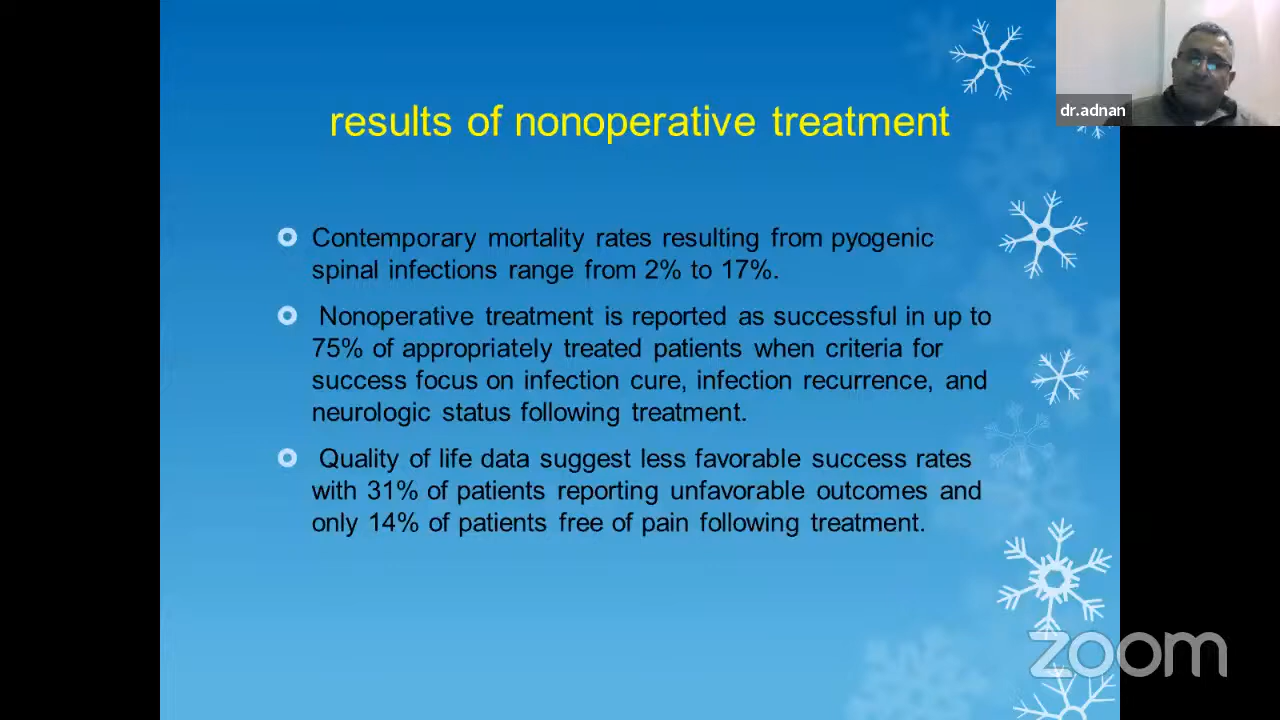 results of nonoperative treatment
dr.adnan
Contemporary mortality rates resulting from pyogenic
spinal infections range from 2% to 17%.
Nonoperative treatment is reported as successful in up to
75% of appropriately treated patients when criteria for
success focus on infection cure, infection recurrence, and
neurologic status following treatment.
Quality of life data suggest less favorable success rates
with 31% of patients reporting unfavorable outcomes and
only 14% of patients free of pain following treatment.
zoom